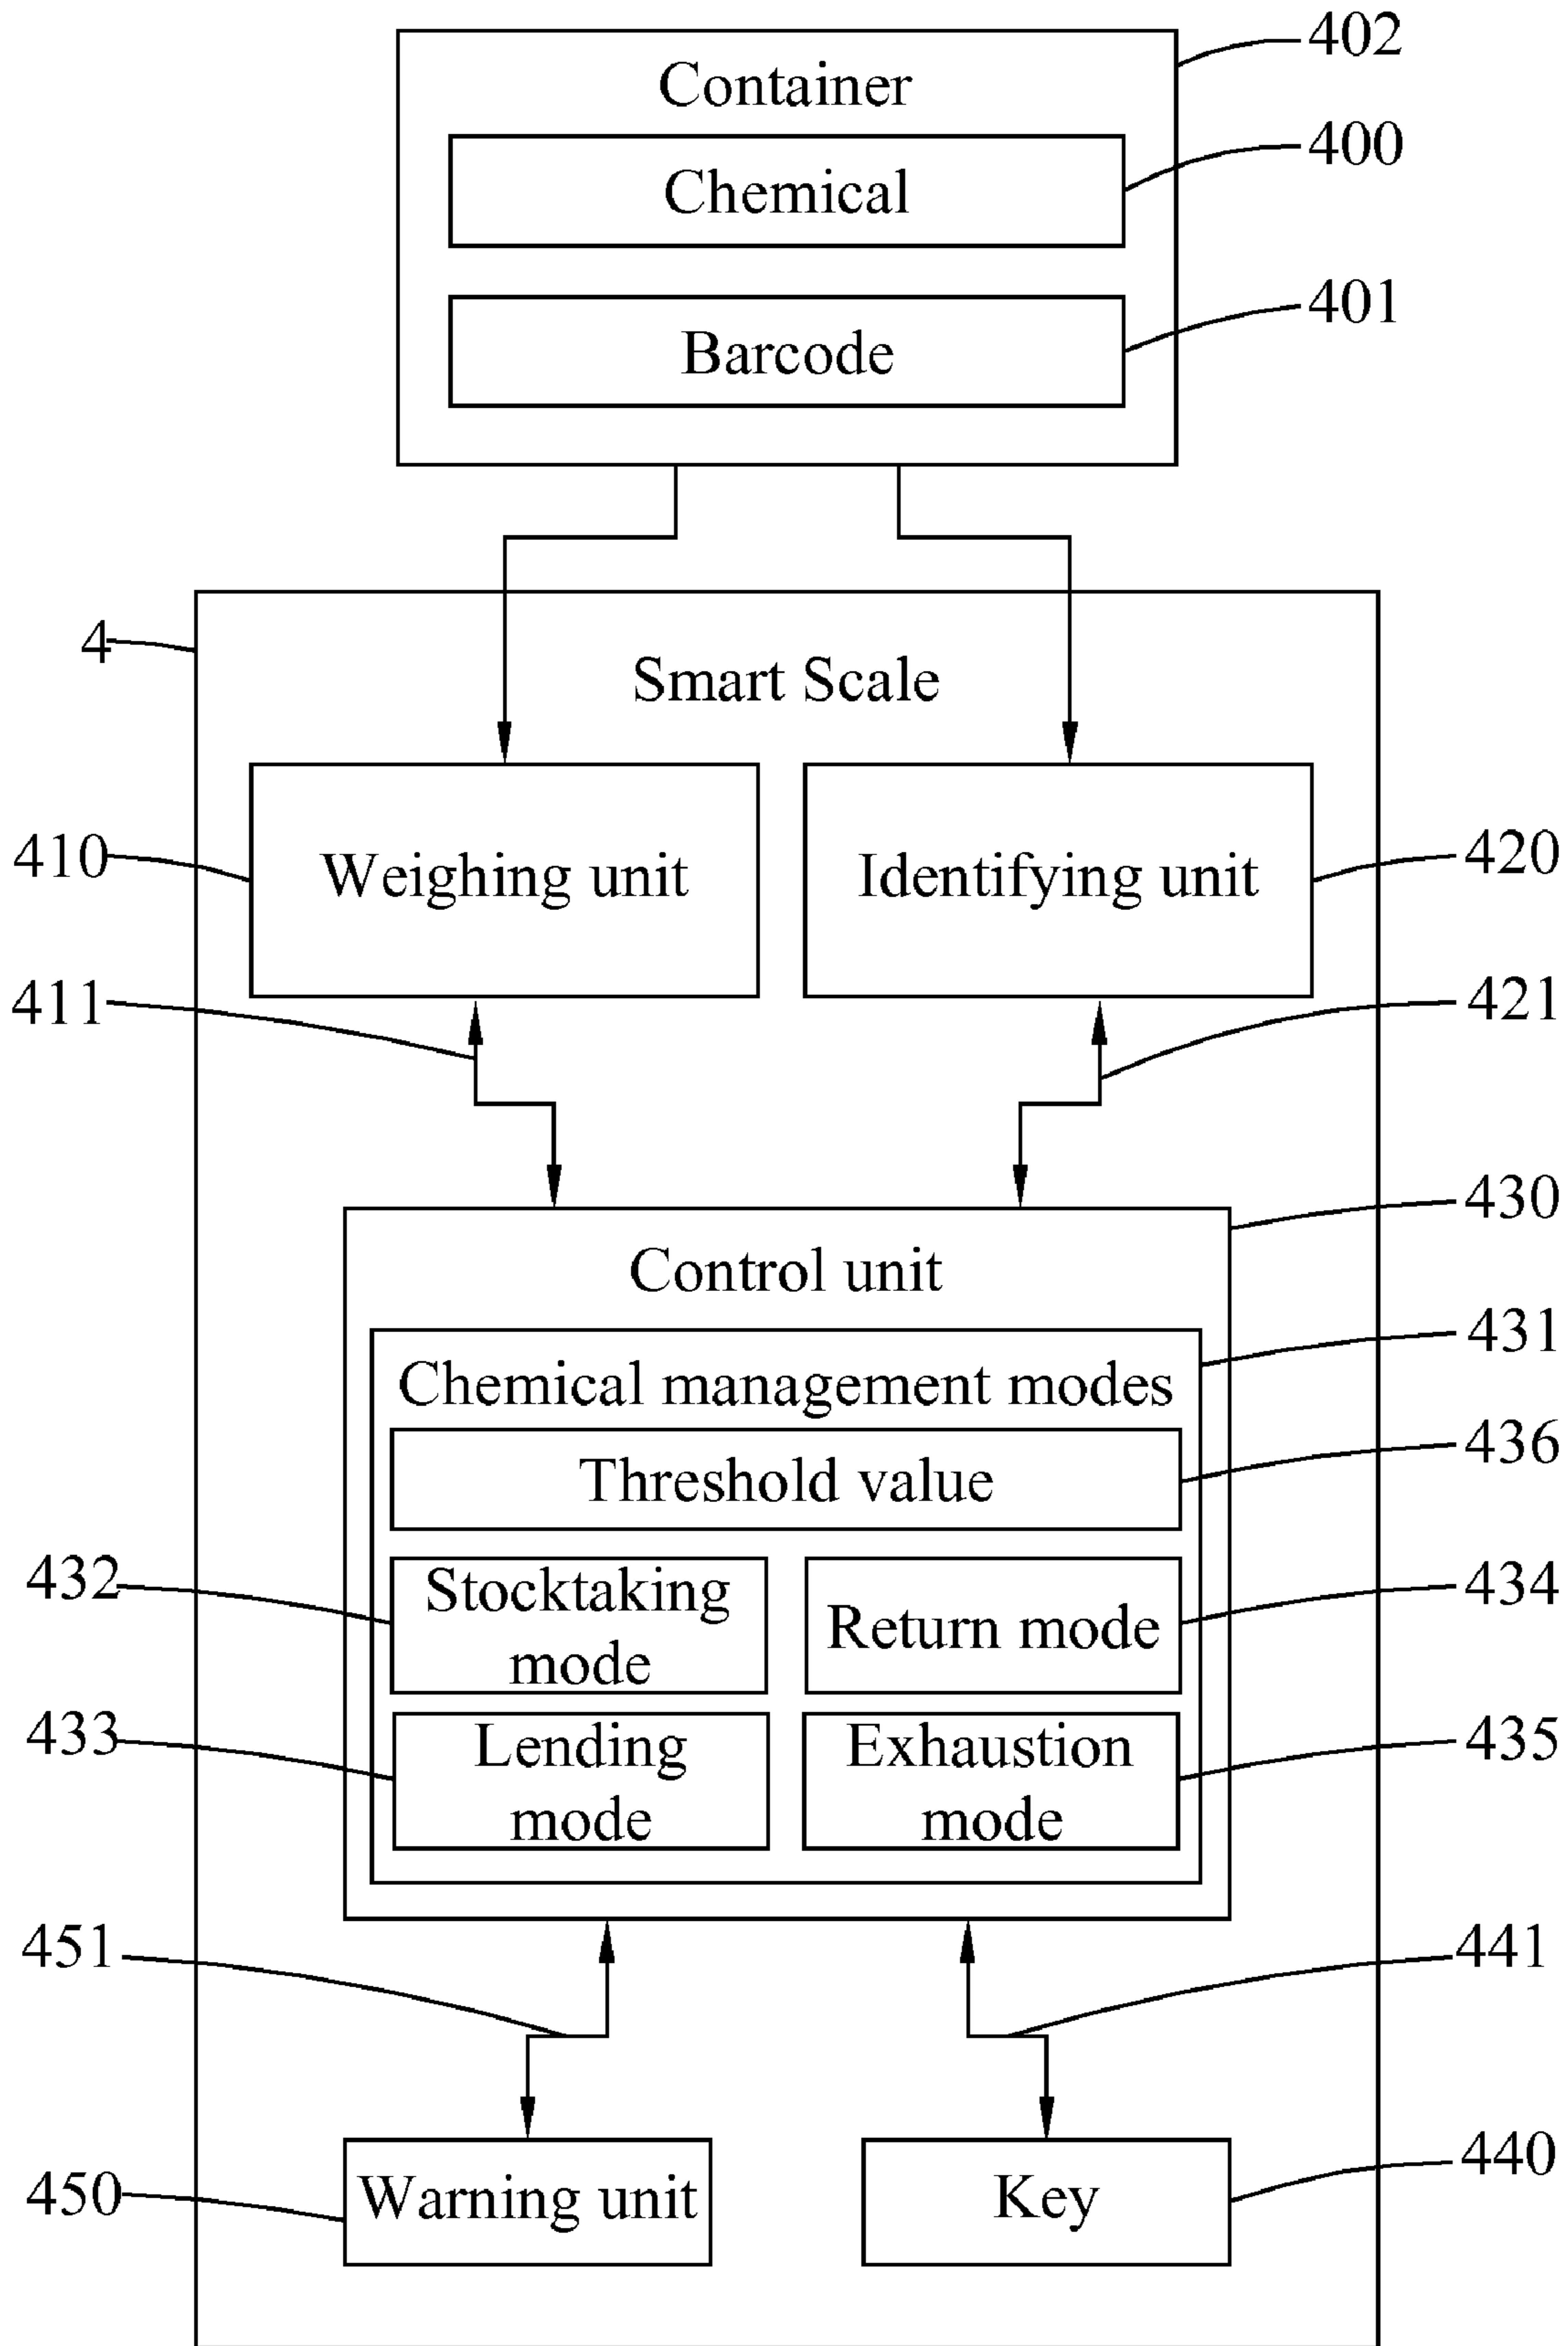 402
Container
400
Chemical
401
Barcode
4
Smart Scale
410
Weighing unit
Identifying unit
420
411
421
430
Control unit
431
Chemical management modes
436
Threshold value
432
Stocktaking
mode
Return mode
434
433
Lending
mode
Exhaustion
mode
435
451
441
450
Warning unit
Key
440